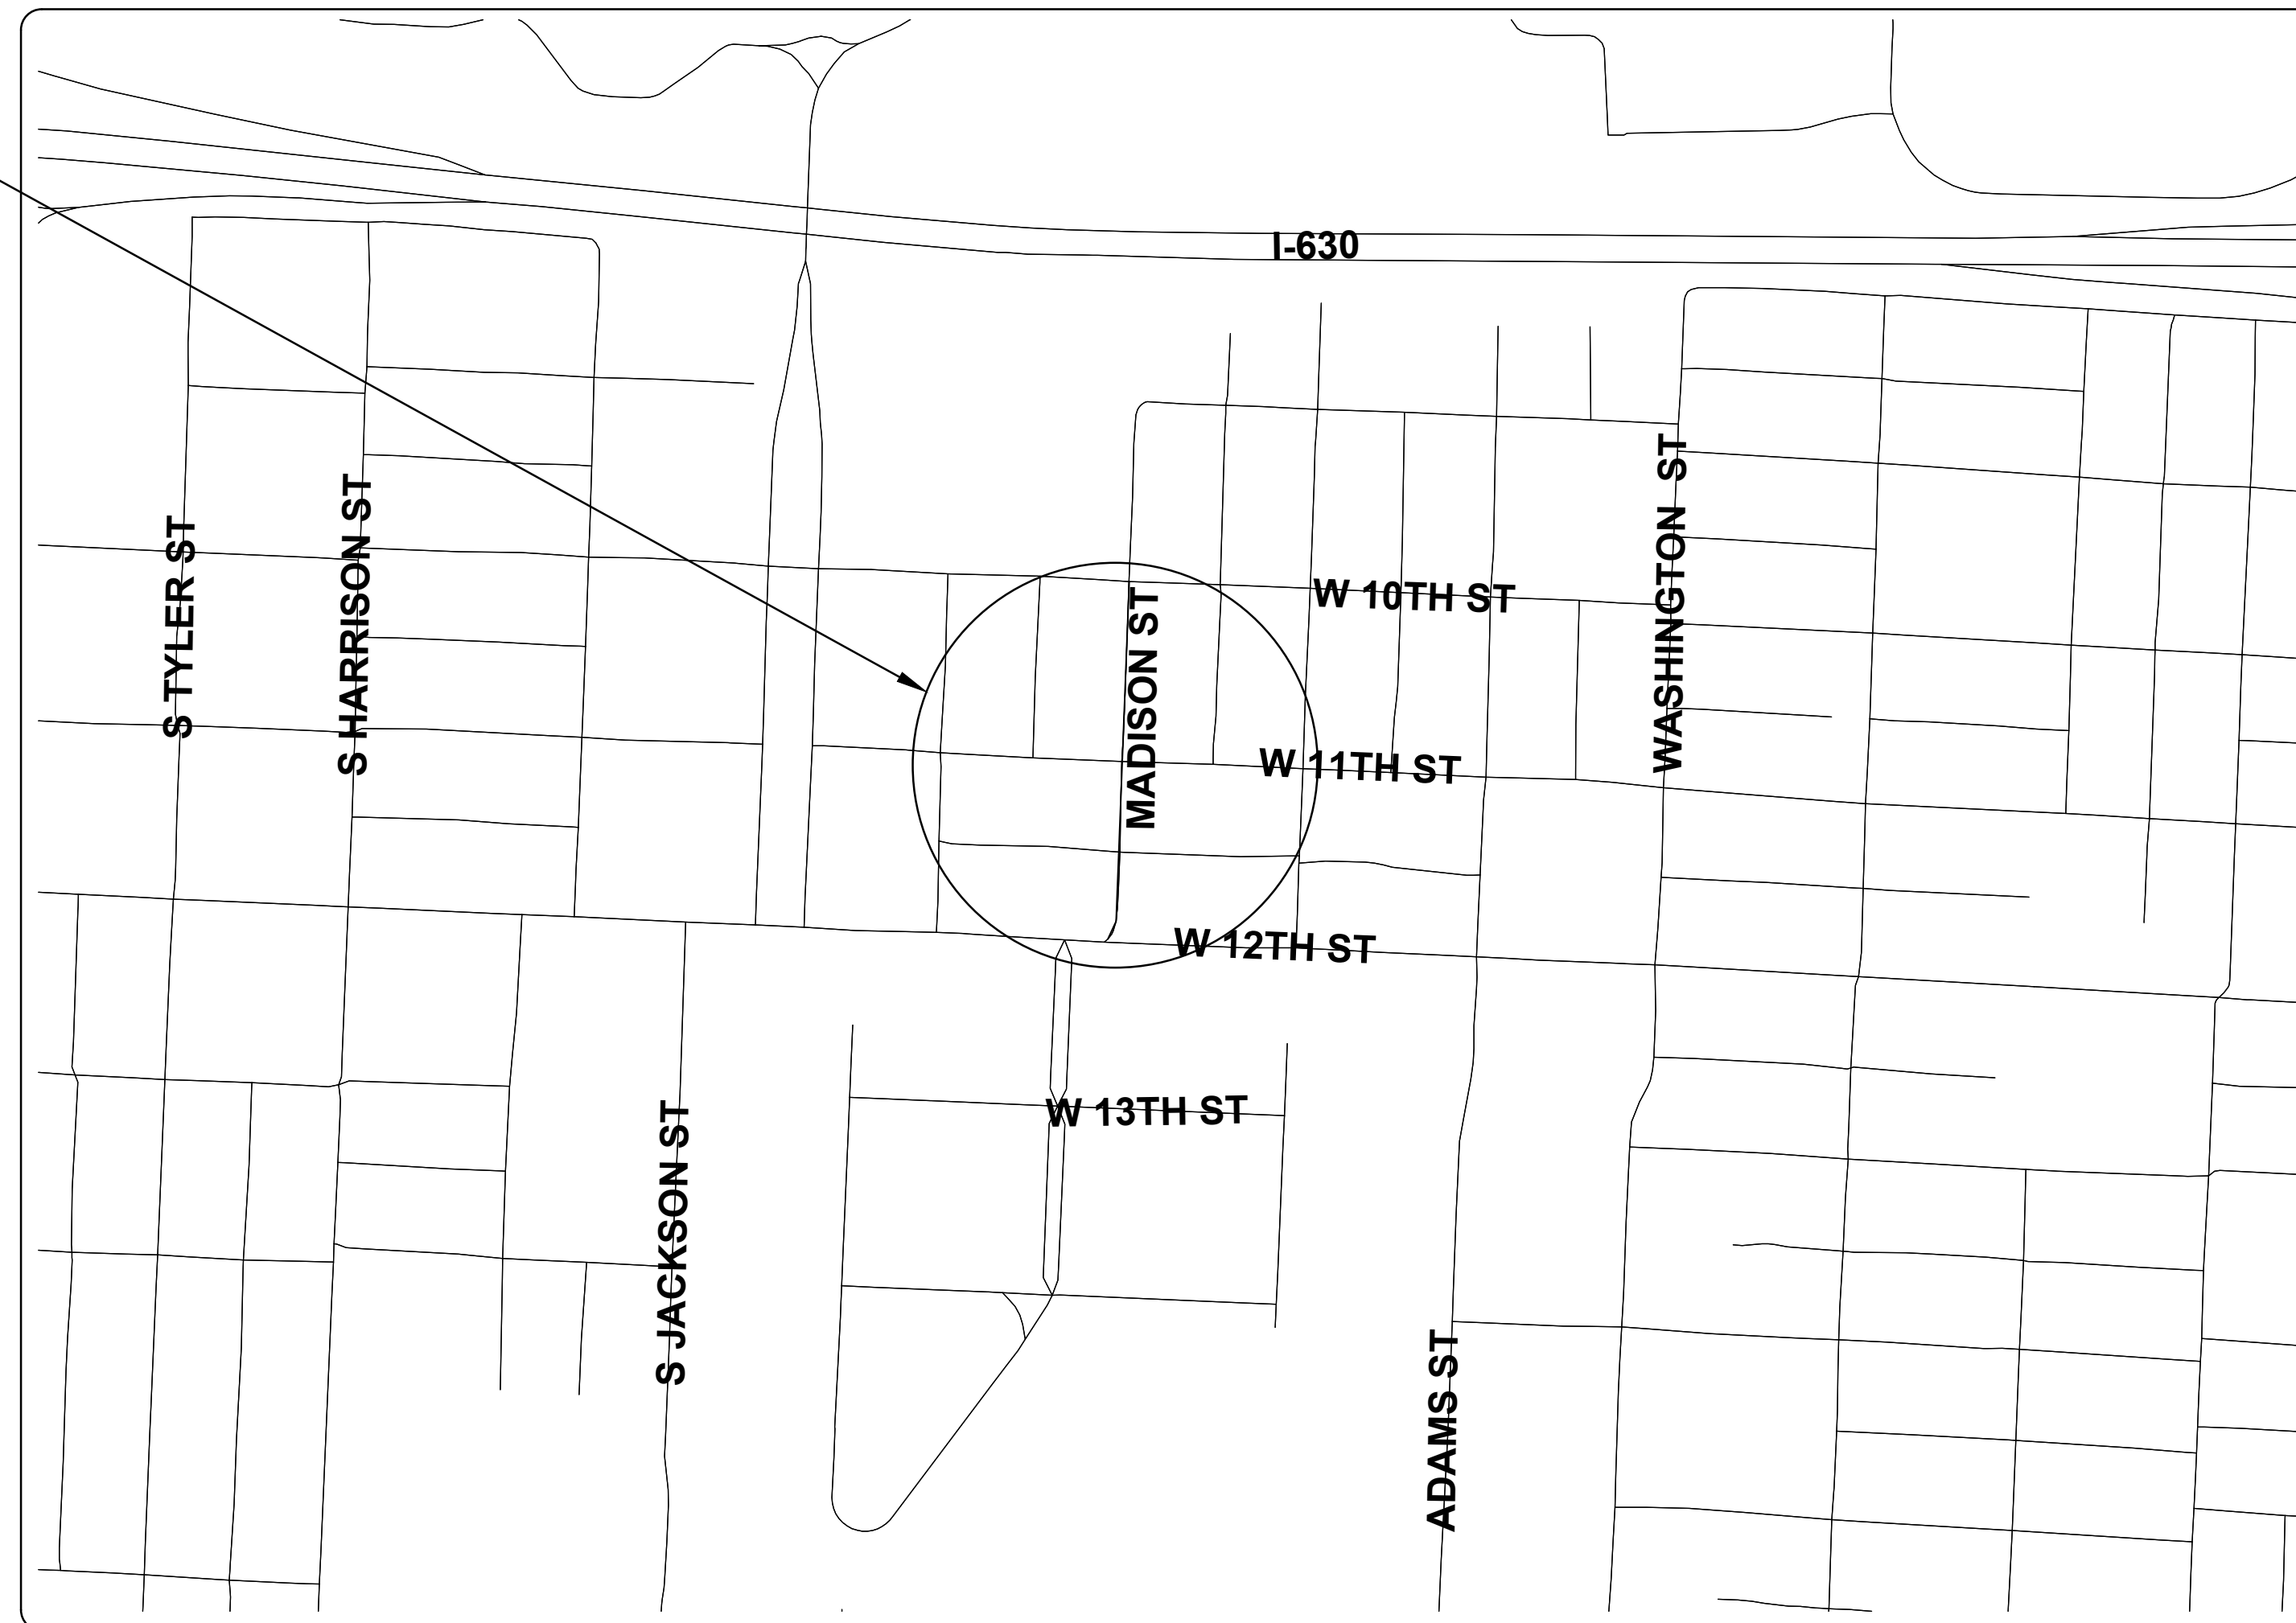 I-630
S TYLER ST
S HARRISON ST
MADISON ST
WASHINGTON ST
W 10TH ST
W 11TH ST
W 12TH ST
W 13TH ST
S JACKSON ST
ADAMS ST